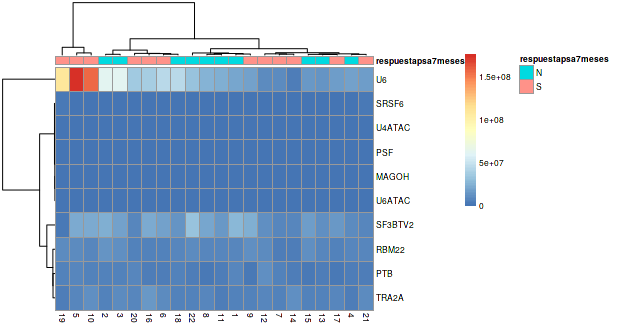 respuestapsa7meses
U6
SRSF6
U4ATAC
PSF
MAGOH
U6ATAC
SF3BTV2
RBM22
PTB
TRA2A
19 5 10 2 3 20 16 6 18 22 8 11 1 9 12 7 14 15 13 17 4 21
1.5e+08
1e+08
5e+07
0
respuestapsa7meses
N
S